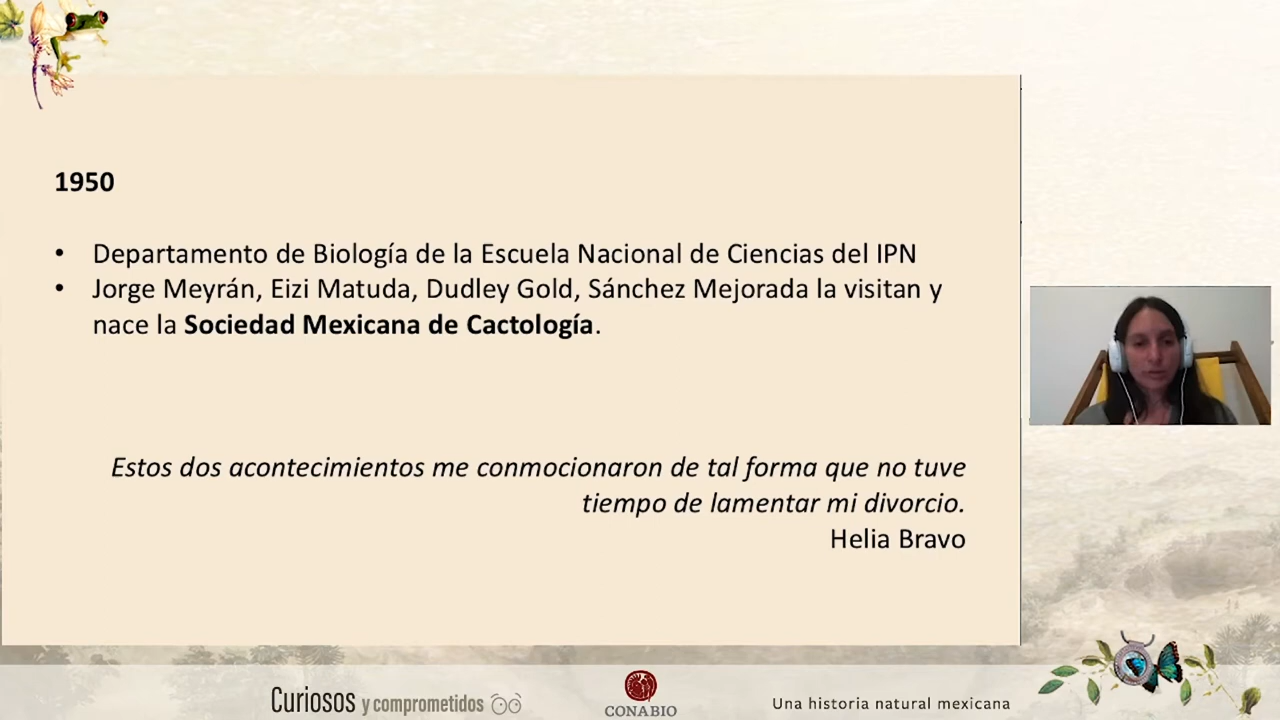 1950
• Departamento de Biología de la Escuela Nacional de Ciencias del IPN
• Jorge Meyrán, Eizi Matuda, Dudley Gold, Sánchez Mejorada la visitan y
nace la Sociedad Mexicana de Cactología.
Estos dos acontecimientos me conmocionaron de tal forma que no tuve
tiempo de lamentar mi divorcio.
Helia Bravo
Curiosos y comprometidos
CONABIO
Una historia natural mexicana